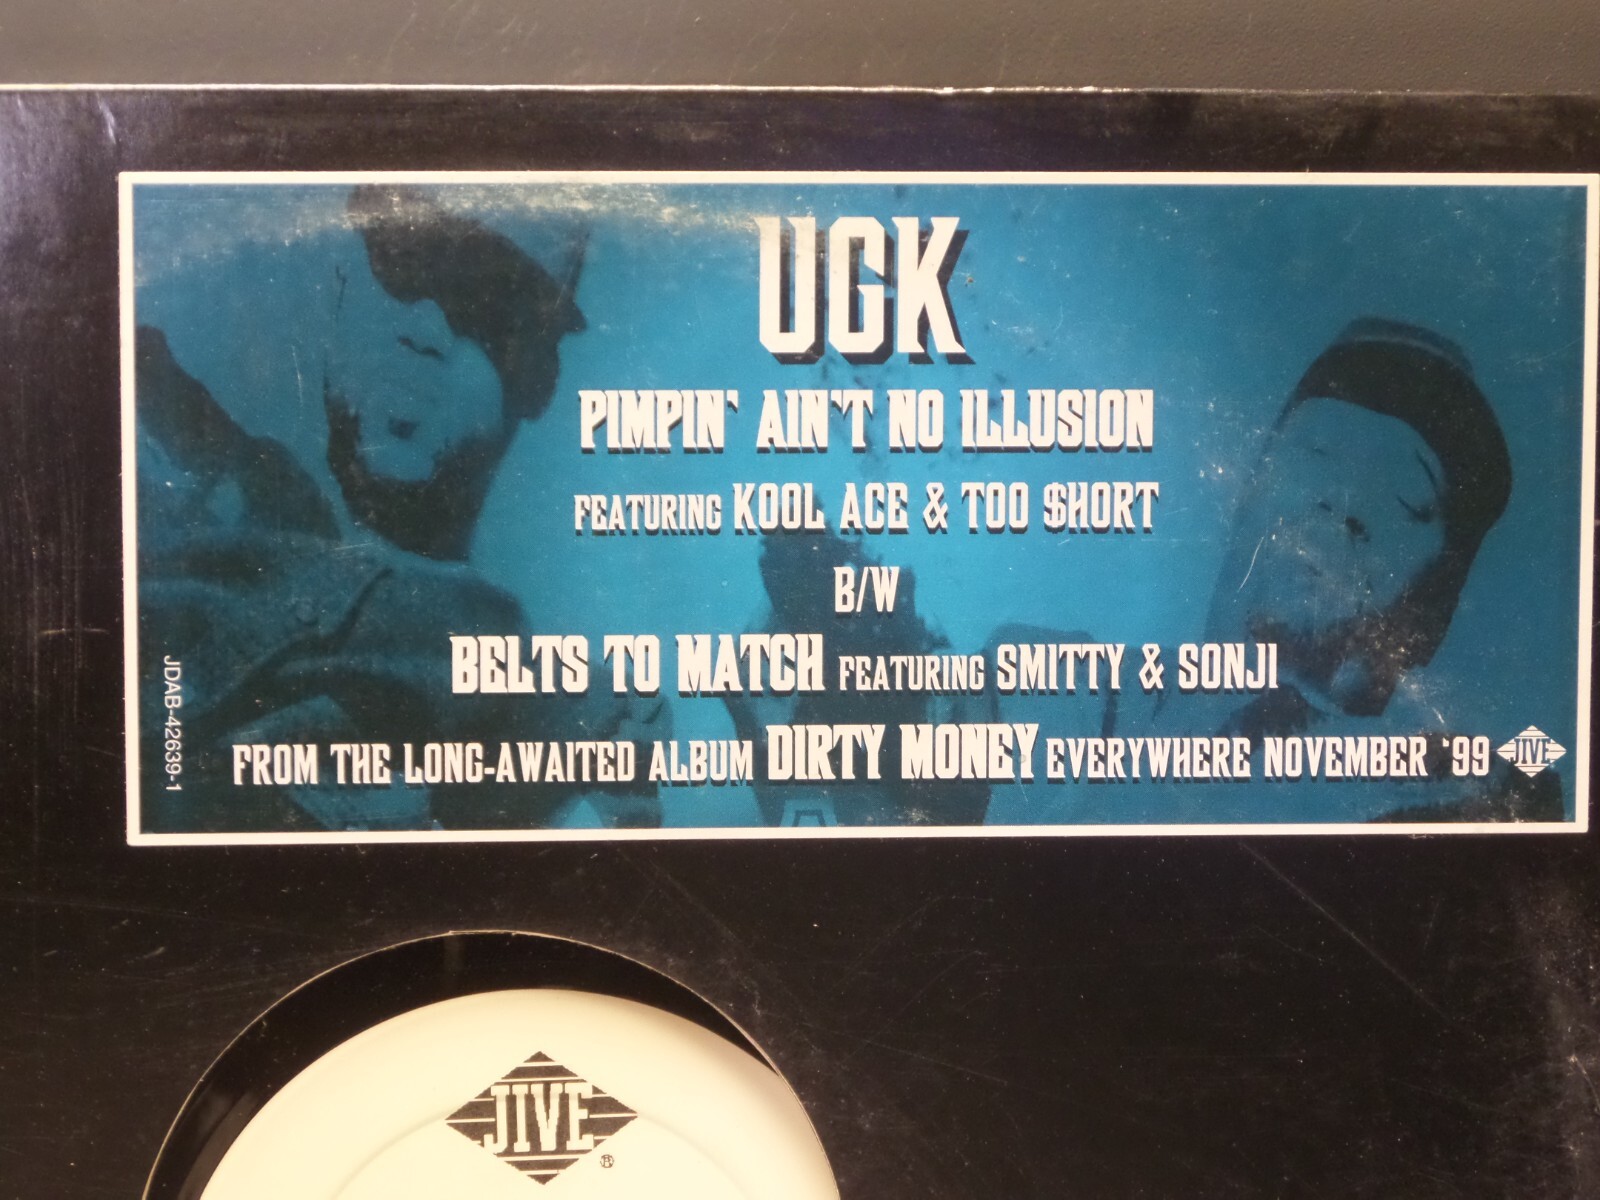 UGK
PIMPIN' AIN'T NO ILLUSION
FEATURING KOOL ACE & TOO $HORT
B/W
BELTS TO MATCH FEATURING SMITTY & SONJI
FROM THE LONG-AWAITED ALBUM DIRTY MONEY EVERYWHERE NOVEMBER '99
JIVE
JDAB-42639-1
JIVE®